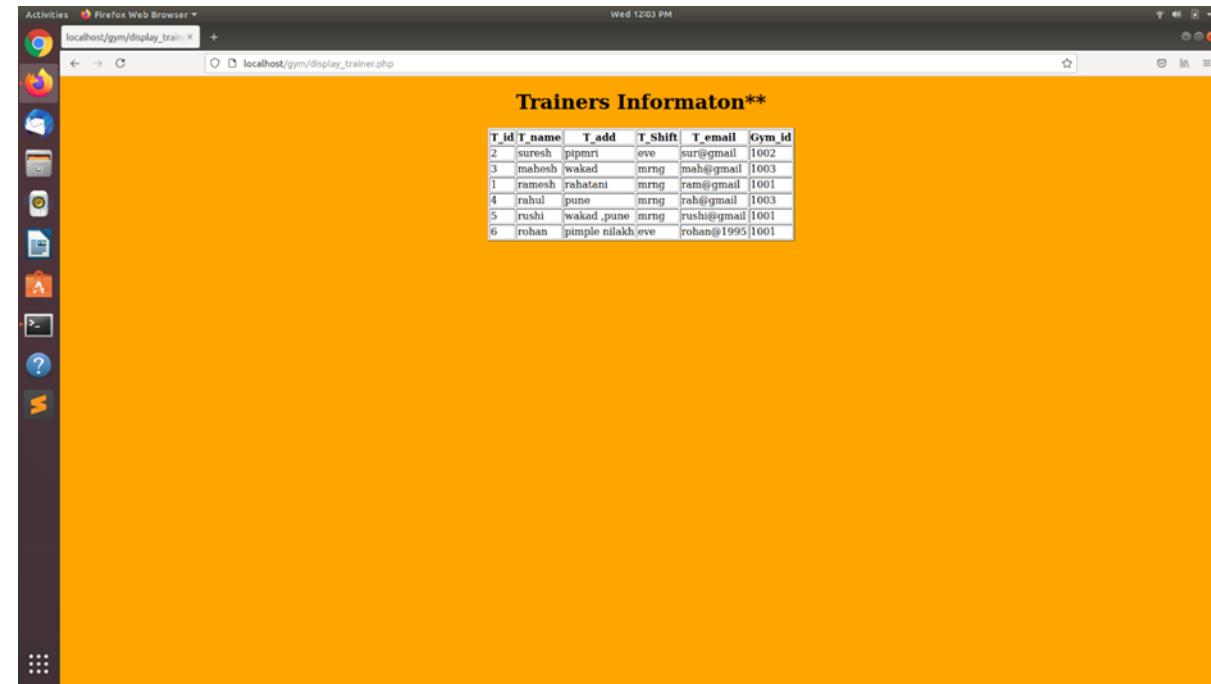 Activities Firefox Web Browser Wed 12:03 PM
localhost/gym/display_train
localhost/gym/display_trainer.php
Trainers Informaton**
T_id T_name T_add T_Shift T_email Gym_id
2 suresh pipmri eve sur@gmail 1002
3 mahesh wakad mrng mah@gmail 1003
1 ramesh rahatani mrng ram@gmail 1001
4 rahul pune mrng rah@gmail 1003
5 rushi wakad ,pune mrng rushi@gmail 1001
6 rohan pimple nilakh eve rohan@1995 1001